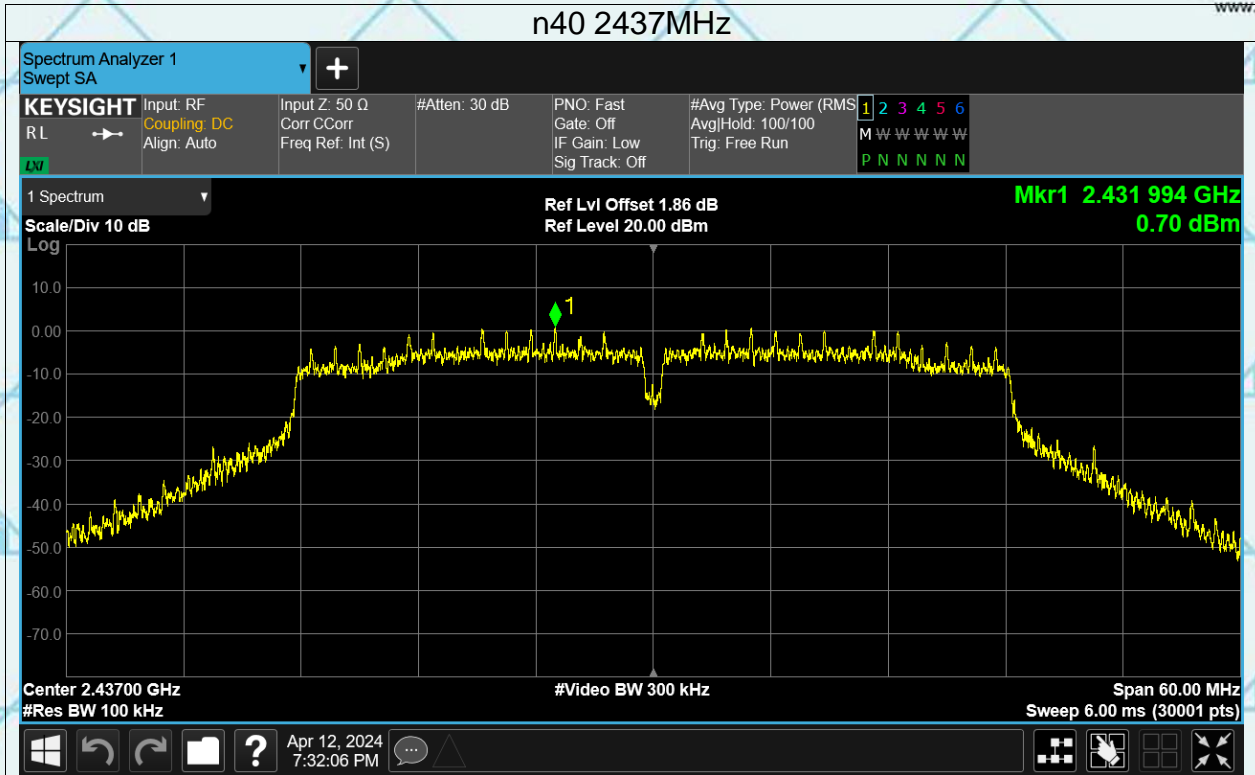 www.
n40 2437MHz
Spectrum Analyzer 1
Swept SA
KEYSIGHT Input: RF Input Z: 50 Ω #Atten: 30 dB PNO: Fast #Avg Type: Power (RMS 1 2 3 4 5 6
RL Coupling: DC Corr CCorr Gate: Off Avg|Hold: 100/100 M W W W W W
Align: Auto Freq Ref: Int (S) IF Gain: Low Trig: Free Run
LXI Sig Track: Off P N N N N N
1 Spectrum Ref Lvl Offset 1.86 dB Mkr1 2.431 994 GHz
Scale/Div 10 dB Ref Level 20.00 dBm 0.70 dBm
Log
10.0
1
0.00
-10.0
-20.0
-30.0
-40.0
-50.0
-60.0
-70.0
Center 2.43700 GHz #Video BW 300 kHz Span 60.00 MHz
#Res BW 100 kHz Sweep 6.00 ms (30001 pts)
? Apr 12, 2024
7:32:06 PM